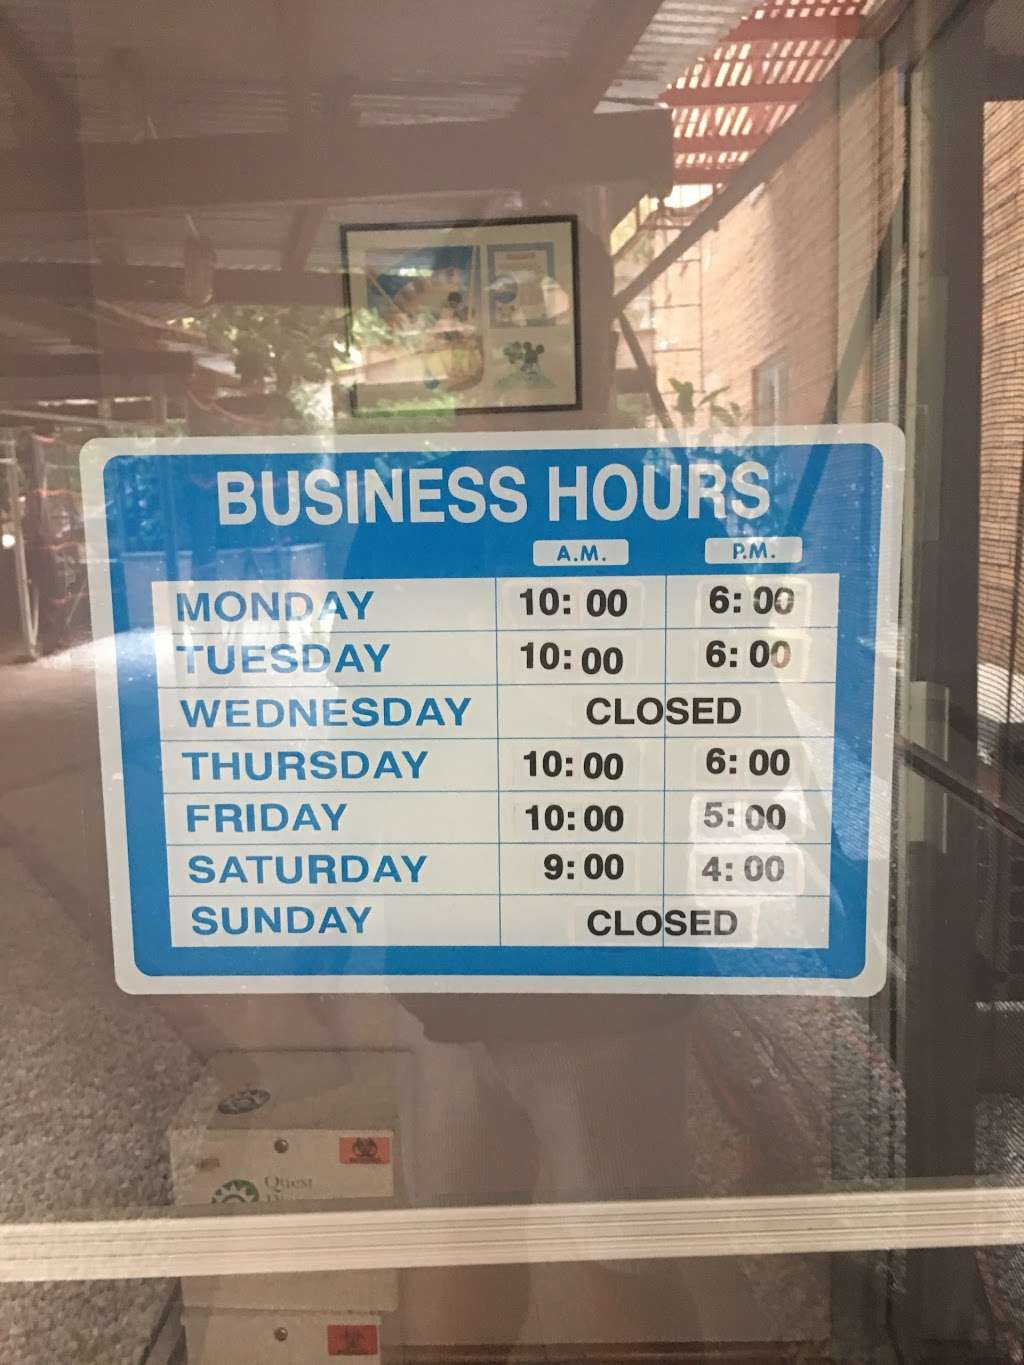 BUSINESS HOURS
A.M. P.M.
MONDAY 10:00 6:00
TUESDAY 10:00 6:00
WEDNESDAY CLOSED
THURSDAY 10:00 6:00
FRIDAY 10:00 5:00
SATURDAY 9:00 4:00
SUNDAY CLOSED
Quest